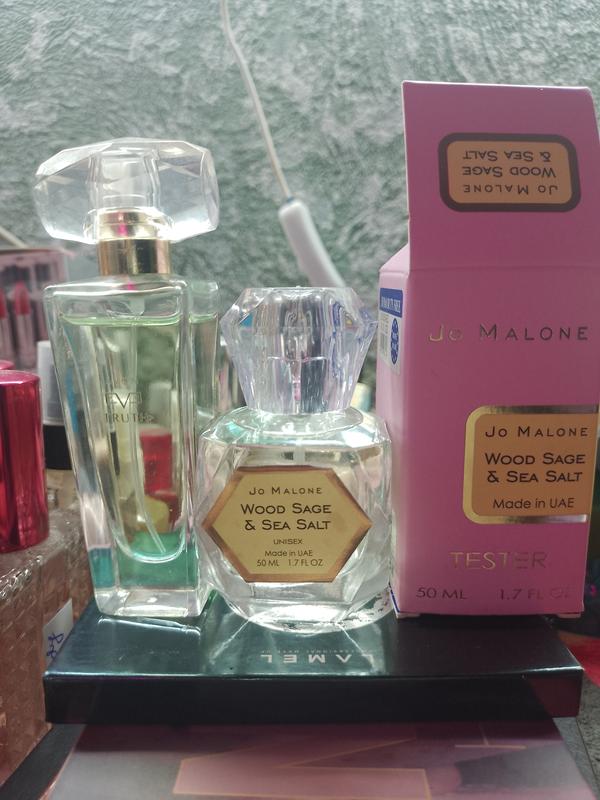 JO MALONE
WOOD SAGE
& SEA SALT
JO MALONE
JO MALONE
WOOD SAGE
& SEA SALT
Made in UAE
TESTER
50 ML 1.7 FL OZ
EVE
TRUTH
JO MALONE
WOOD SAGE
& SEA SALT
UNISEX
Made in UAE
50 ML 1.7 FL OZ
LAMEL